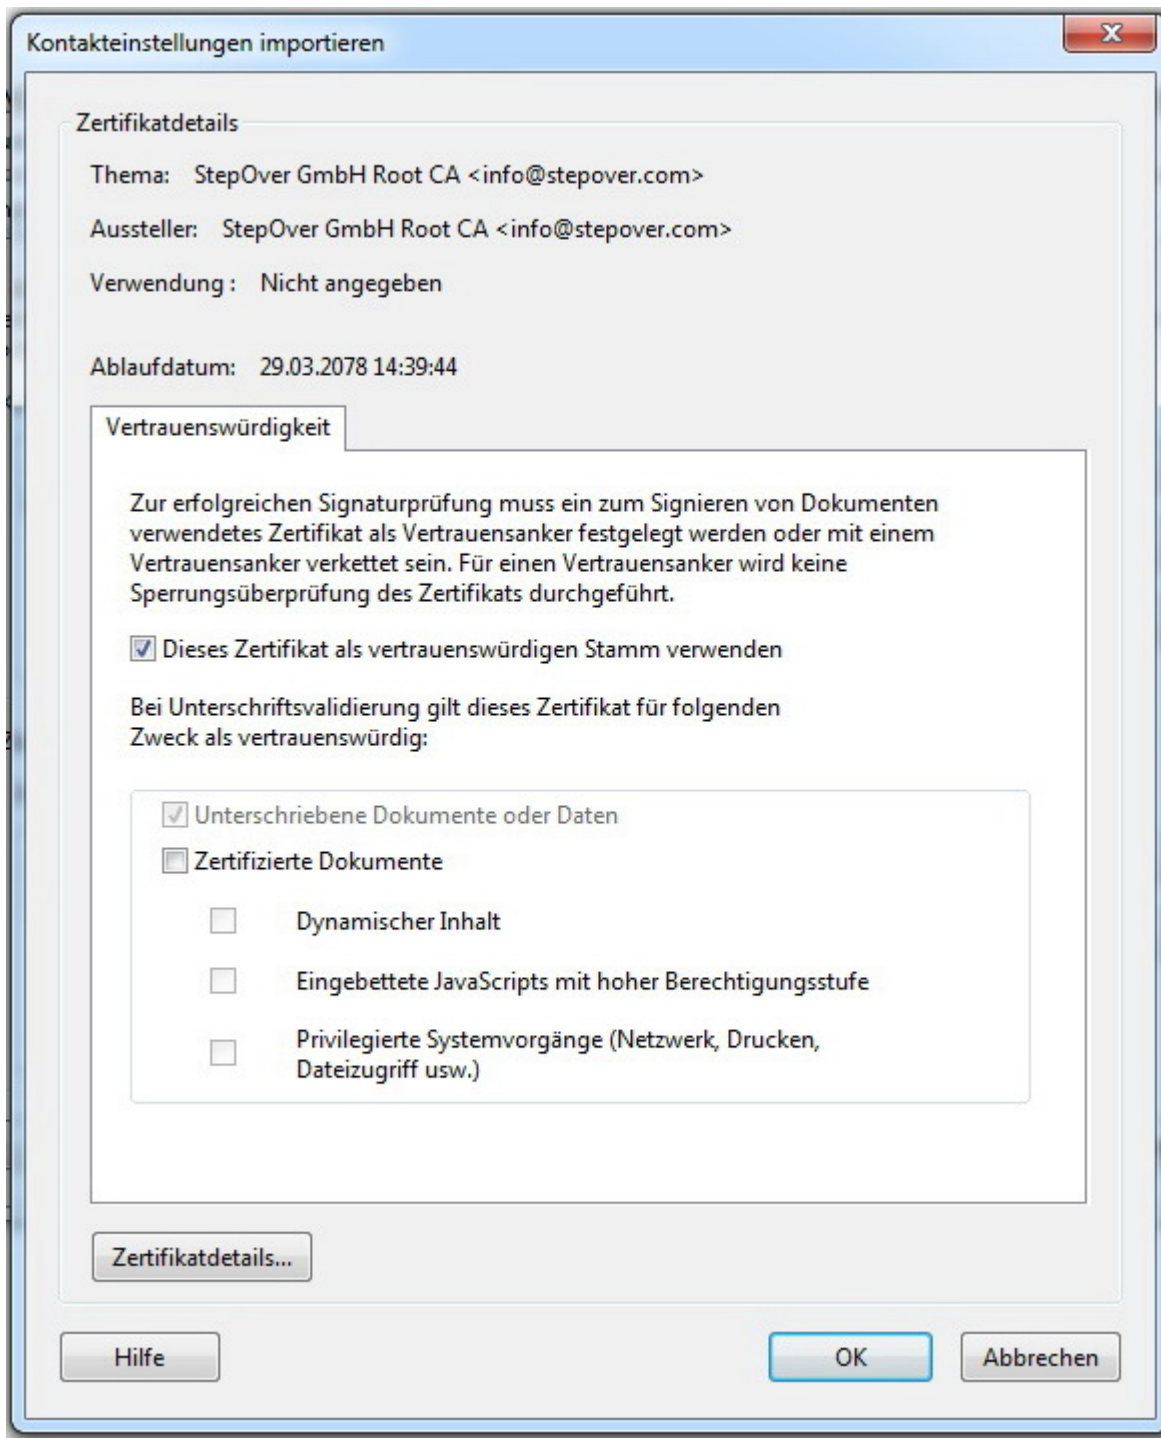 Kontakteinstellungen importieren
Zertifikatdetails
Thema: StepOver GmbH Root CA <info@stepover.com>
Aussteller: StepOver GmbH Root CA <info@stepover.com>
Verwendung : Nicht angegeben
Ablaufdatum: 29.03.2078 14:39:44
Vertrauenswürdigkeit
Zur erfolgreichen Signaturprüfung muss ein zum Signieren von Dokumenten
verwendetes Zertifikat als Vertrauensanker festgelegt werden oder mit einem
Vertrauensanker verkettet sein. Für einen Vertrauensanker wird keine
Sperrungsüberprüfung des Zertifikats durchgeführt.
Dieses Zertifikat als vertrauenswürdigen Stamm verwenden
Bei Unterschriftsvalidierung gilt dieses Zertifikat für folgenden
Zweck als vertrauenswürdig:
Unterschriebene Dokumente oder Daten
Zertifizierte Dokumente
Dynamischer Inhalt
Eingebettete JavaScripts mit hoher Berechtigungsstufe
Privilegierte Systemvorgänge (Netzwerk, Drucken,
Dateizugriff usw.)
Zertifikatdetails...
Hilfe
OK
Abbrechen